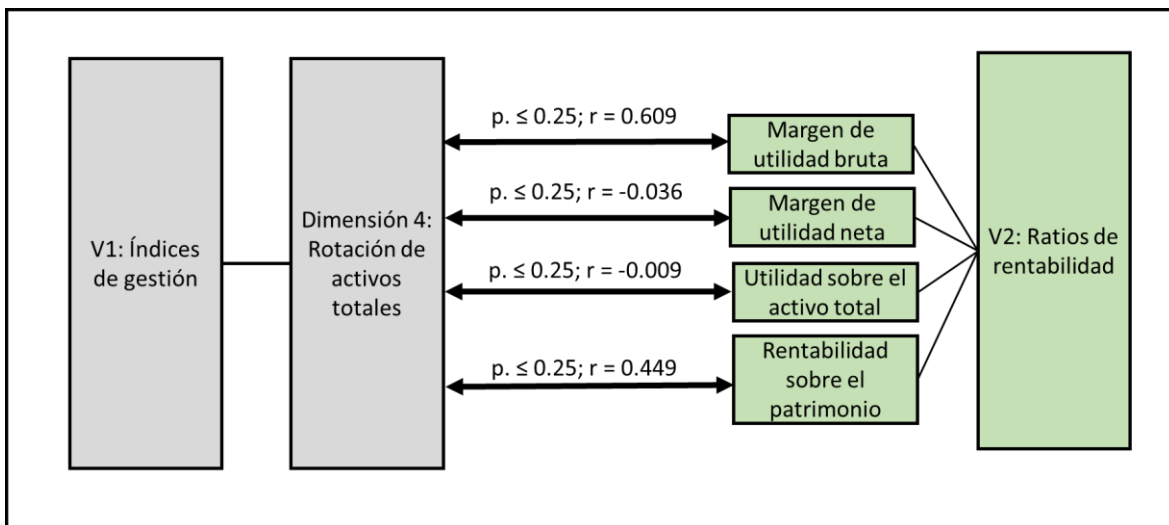 V1: Índices
de gestión
Dimensión 4:
Rotación de
activos
totales
p. ≤ 0.25; r = 0.609
p. ≤ 0.25; r = -0.036
p. ≤ 0.25; r = -0.009
p. ≤ 0.25; r = 0.449
Margen de
utilidad bruta
Margen de
utilidad neta
Utilidad sobre el
activo total
Rentabilidad
sobre el
patrimonio
V2: Ratios de
rentabilidad